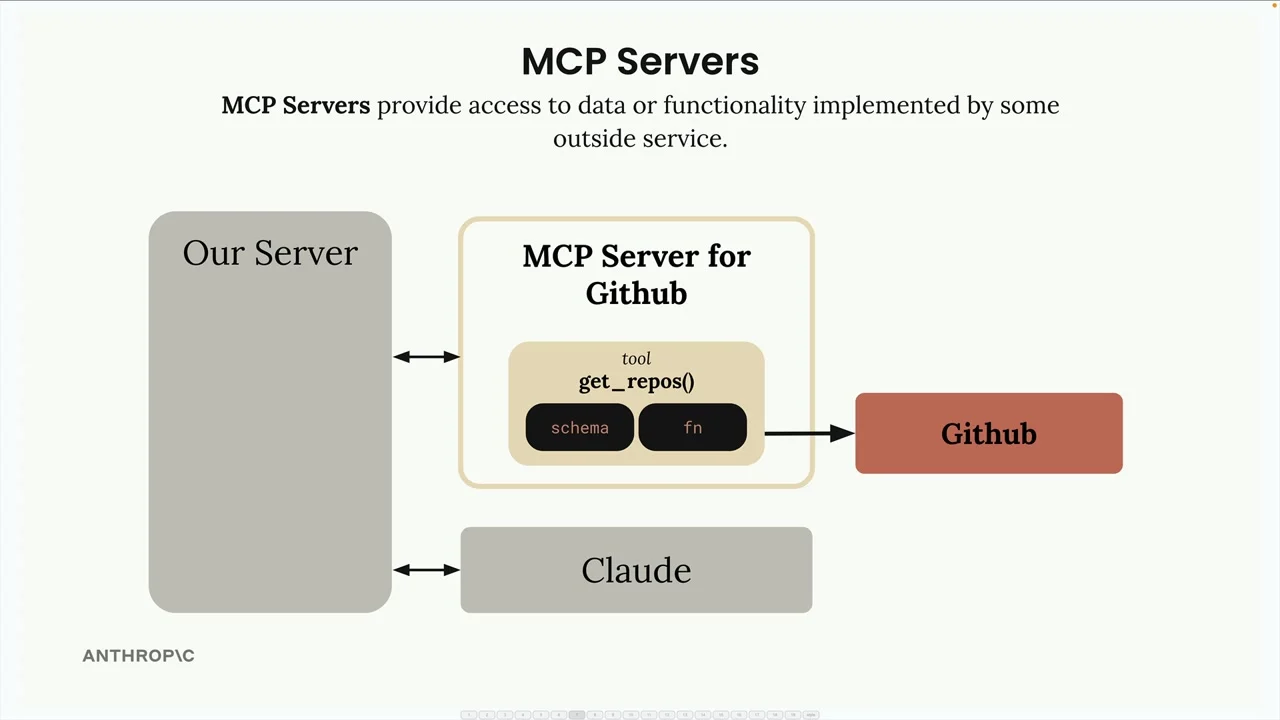 MCP Servers
MCP Servers provide access to data or functionality implemented by some
outside service.
Our Server
MCP Server for
Github
tool
get_repos()
schema
fn
Github
Claude
ANTHROP\C